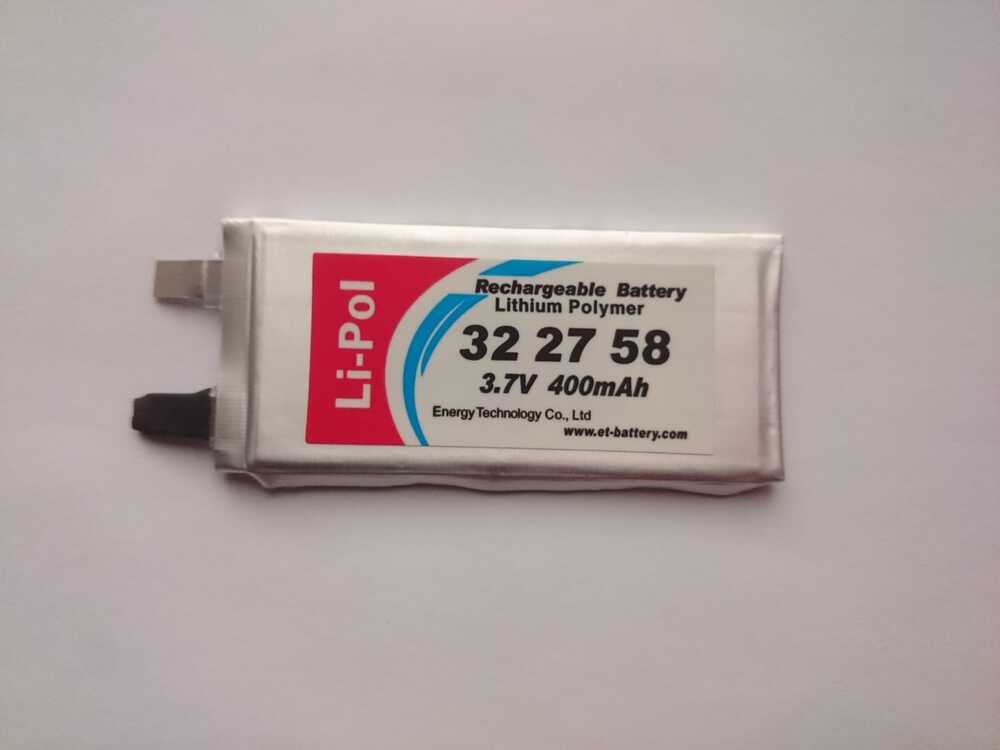 Li-Pol
Rechargeable Battery
Lithium Polymer
32 27 58
3.7V 400mAh
Energy Technology Co., Ltd
www.et-battery.com